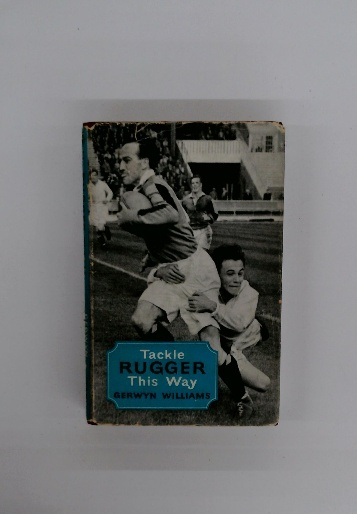 Tackle
RUGGER
This Way
GERWYN WILLIAMS